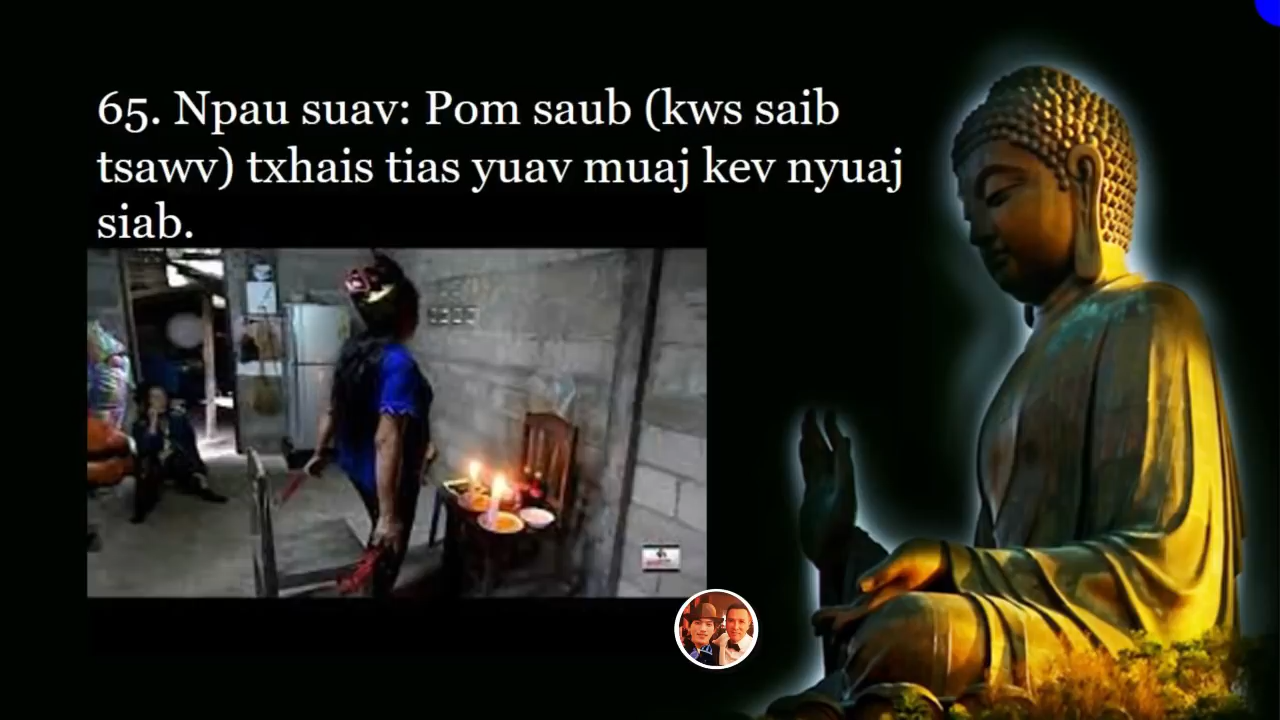 65. Npau suav: Pom saub (kws saib
tsawv) txhais tias yuav muaj kev nyuaj
siab.